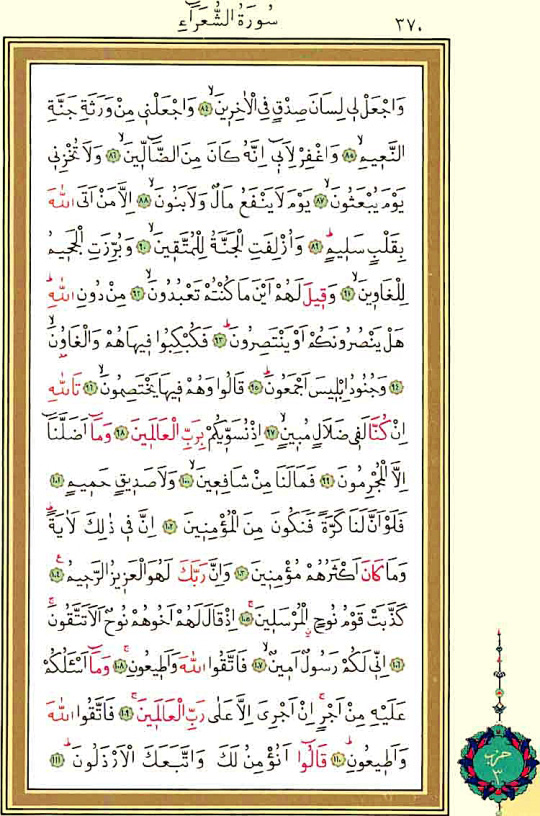 سُورَةُ الشُّعَرَاءِ ٣٧٠
وَاجْعَلْ لِي لِسَانَ صِدْقٍ فِي الْاٰخِرِينَۙ ﴿٨٤﴾ وَاجْعَلْنِي مِنْ وَرَثَةِ جَنَّةِ
النَّعِيمِۙ ﴿٨٥﴾ وَاغْفِرْ لِاَبِي اِنَّهُ كَانَ مِنَ الضَّالِّينَۙ ﴿٨٦﴾ وَلَا تُخْزِنِي
يَوْمَ يُبْعَثُونَۙ ﴿٨٧﴾ يَوْمَ لَا يَنْفَعُ مَالٌ وَلَا بَنُونَۙ ﴿٨٨﴾ اِلَّا مَنْ اَتَى اللّٰهَ
بِقَلْبٍ سَلِيمٍۜ ﴿٨٩﴾ وَاُزْلِفَتِ الْجَنَّةُ لِلْمُتَّقِينَۙ ﴿٩٠﴾ وَبُرِّزَتِ الْجَحِيمُ
لِلْغَاوِينَۙ ﴿٩١﴾ وَقِيلَ لَهُمْ اَيْنَ مَا كُنْتُمْ تَعْبُدُونَۙ ﴿٩٢﴾ مِنْ دُونِ اللّٰهِۜ
هَلْ يَنْصُرُونَكُمْ اَوْ يَنْتَصِرُونَۜ ﴿٩٣﴾ فَكُبْكِبُوا فِيهَا هُمْ وَالْغَاوُ۫نَۙ
﴿٩٤﴾ وَجُنُودُ اِبْلِيسَ اَجْمَعُونَۜ ﴿٩٥﴾ قَالُوا وَهُمْ فِيهَا يَخْتَصِمُونَۙ ﴿٩٦﴾ تَاللّٰهِ
اِنْ كُنَّا لَفِي ضَلَالٍ مُبِينٍۙ ﴿٩٧﴾ اِذْ نُسَوِّيكُمْ بِرَبِّ الْعَالَمِينَ ﴿٩٨﴾ وَمَٓا اَضَلَّنَٓا
اِلَّا الْمُجْرِمُونَ ﴿٩٩﴾ فَمَا لَنَا مِنْ شَافِعِينَۙ ﴿١٠٠﴾ وَلَا صَدِيقٍ حَمِيمٍ ﴿١٠١﴾
فَلَوْ اَنَّ لَنَا كَرَّةً فَنَكُونَ مِنَ الْمُؤْمِنِينَ ﴿١٠٢﴾ اِنَّ فِي ذٰلِكَ لَاٰيَةًۜ
وَمَا كَانَ اَكْثَرُهُمْ مُؤْمِنِينَ ﴿١٠٣﴾ وَاِنَّ رَبَّكَ لَهُوَ الْعَزِيزُ الرَّحِيمُ۟ ﴿١٠٤﴾
كَذَّبَتْ قَوْمُ نُوحٍۨ الْمُرْسَلِينَۚ ﴿١٠٥﴾ اِذْ قَالَ لَهُمْ اَخُوهُمْ نُوحٌ اَلَا تَتَّقُونَۚ
﴿١٠٦﴾ اِنِّي لَكُمْ رَسُولٌ اَمِينٌۙ ﴿١٠٧﴾ فَاتَّقُوا اللّٰهَ وَاَطِيعُونِۚ ﴿١٠٨﴾ وَمَٓا اَسْـَٔلُكُمْ
عَلَيْهِ مِنْ اَجْرٍۚ اِنْ اَجْرِيَ اِلَّا عَلٰى رَبِّ الْعَالَمِينَۚ ﴿١٠٩﴾ فَاتَّقُوا اللّٰهَ
وَاَطِيعُونِۜ ﴿١١٠﴾ قَالُٓوا اَنُؤْمِنُ لَكَ وَاتَّبَعَكَ الْاَرْذَلُونَۜ ﴿١١١﴾
حزب
٣